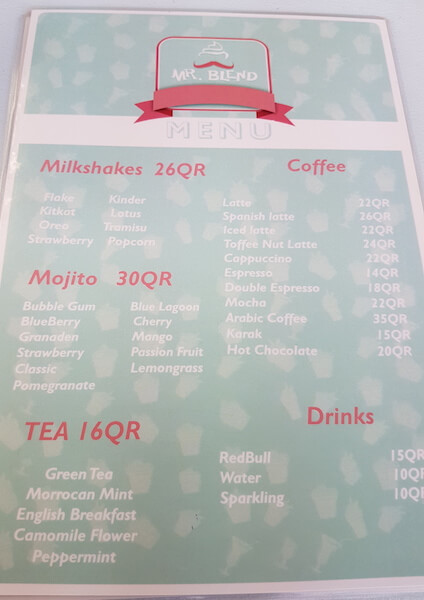 MR. BLEND
MENU
Milkshakes 26QR
Flake Kinder
Kitkat Lotus
Oreo Tramisu
Strawberry Popcorn
Mojito 30QR
Bubble Gum Blue Lagoon
BlueBerry Cherry
Granaden Mango
Strawberry Passion Fruit
Classic Lemongrass
Pomegranate
TEA 16QR
Green Tea
Morrocan Mint
English Breakfast
Camomile Flower
Peppermint
Coffee
Latte 22QR
Spanish latte 26QR
Iced latte 22QR
Toffee Nut Latte 24QR
Cappuccino 22QR
Espresso 14QR
Double Espresso 18QR
Mocha 22QR
Arabic Coffee 35QR
Karak 15QR
Hot Chocolate 20QR
Drinks
RedBull 15QR
Water 10QR
Sparkling 10QR